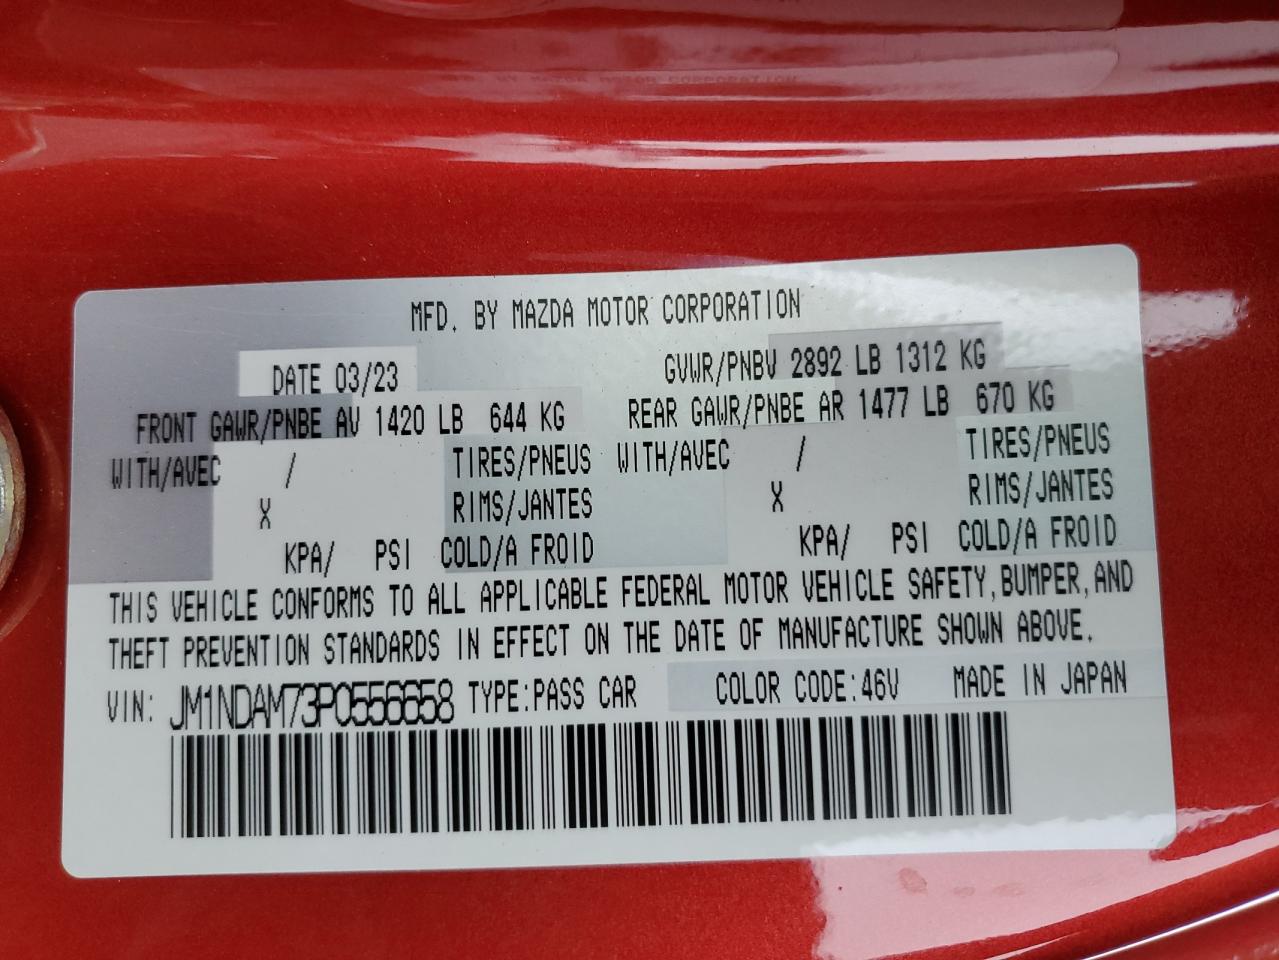 MFD. BY MAZDA MOTOR CORPORATION
DATE 03/23 GVWR/PNBV 2892 LB 1312 KG
FRONT GAWR/PNBE AV 1420 LB 644 KG REAR GAWR/PNBE AR 1477 LB 670 KG
WITH/AVEC / TIRES/PNEUS WITH/AVEC / TIRES/PNEUS
X RIMS/JANTES X RIMS/JANTES
KPA/ PSI COLD/A FROID KPA/ PSI COLD/A FROID
THIS VEHICLE CONFORMS TO ALL APPLICABLE FEDERAL MOTOR VEHICLE SAFETY, BUMPER, AND
THEFT PREVENTION STANDARDS IN EFFECT ON THE DATE OF MANUFACTURE SHOWN ABOVE.
VIN: JM1NDAM73P0556658 TYPE:PASS CAR COLOR CODE:46V MADE IN JAPAN